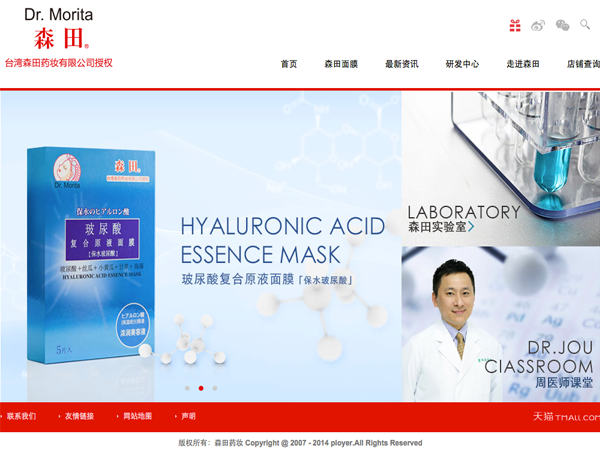 Dr. Morita
森田®
台湾森田药妆有限公司授权
首页 森田面膜 最新资讯 研发中心 走进森田 店铺查询
Dr. Morita
森田®
保水のヒアルロン酸
玻尿酸
复合原液面膜
【保水玻尿酸】
HYALURONIC ACID ESSENCE MASK
5片入
HYALURONIC ACID
ESSENCE MASK
玻尿酸复合原液面膜「保水玻尿酸」
LABORATORY
森田实验室
DR.JOU
CIASSROOM
周医师课堂
联系我们 友情链接 网站地图 声明
天猫 TMALL.COM
版权所有：森田药妆 Copyright @ 2007 - 2014 ployer.All Rights Reserved